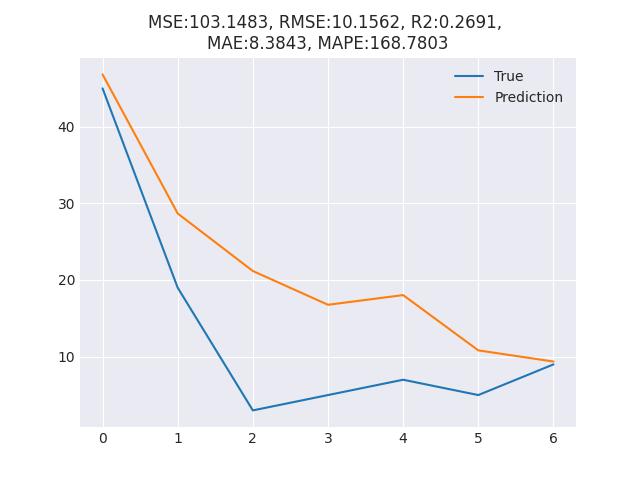 MSE:103.1483, RMSE:10.1562, R2:0.2691,
MAE:8.3843, MAPE:168.7803
True
Prediction
40
30
20
10
0 1 2 3 4 5 6